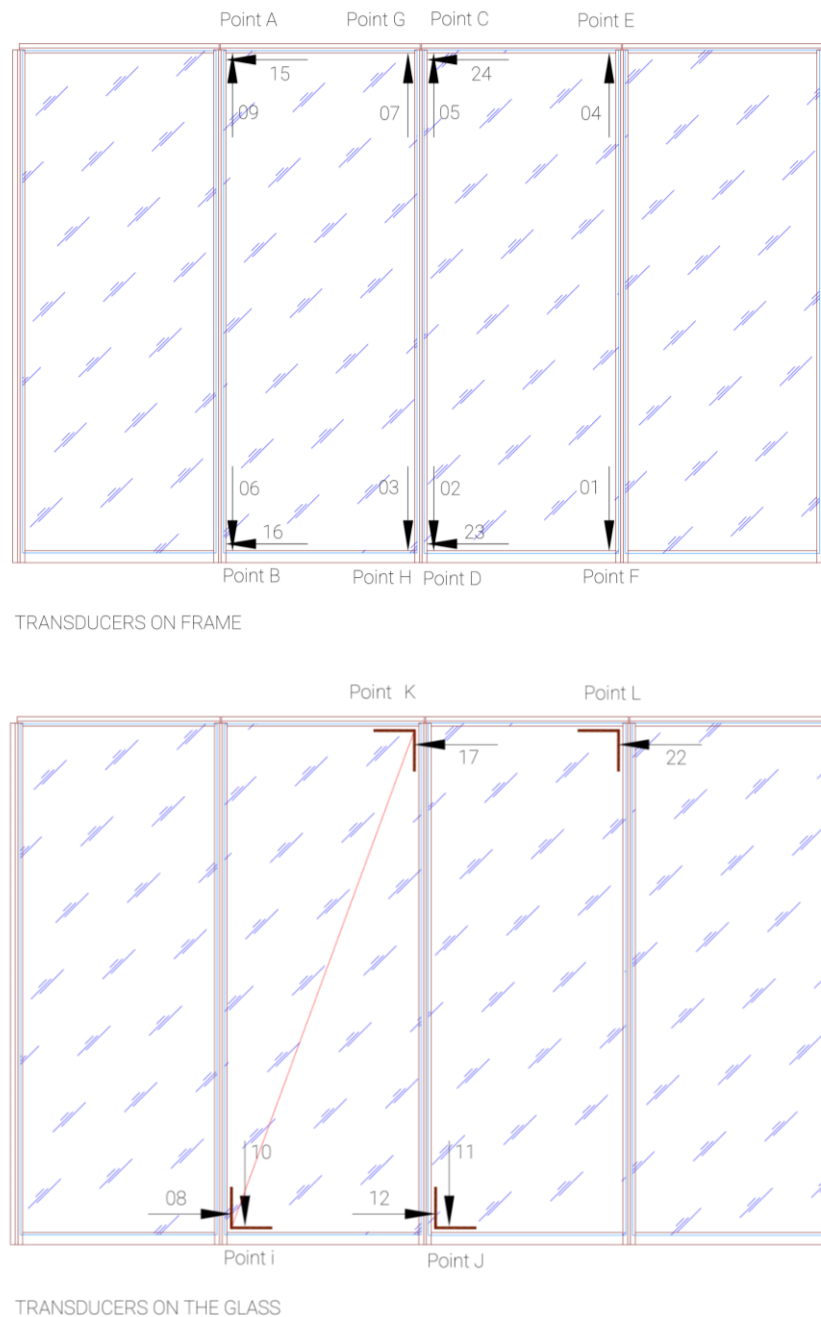 Point A Point G Point C Point E
15 24
09 07 05 04
06 03 02 01
16 23
Point B Point H Point D Point F
TRANSDUCERS ON FRAME
Point K Point L
17 22
10 11
08 12
Point i Point J
TRANSDUCERS ON THE GLASS